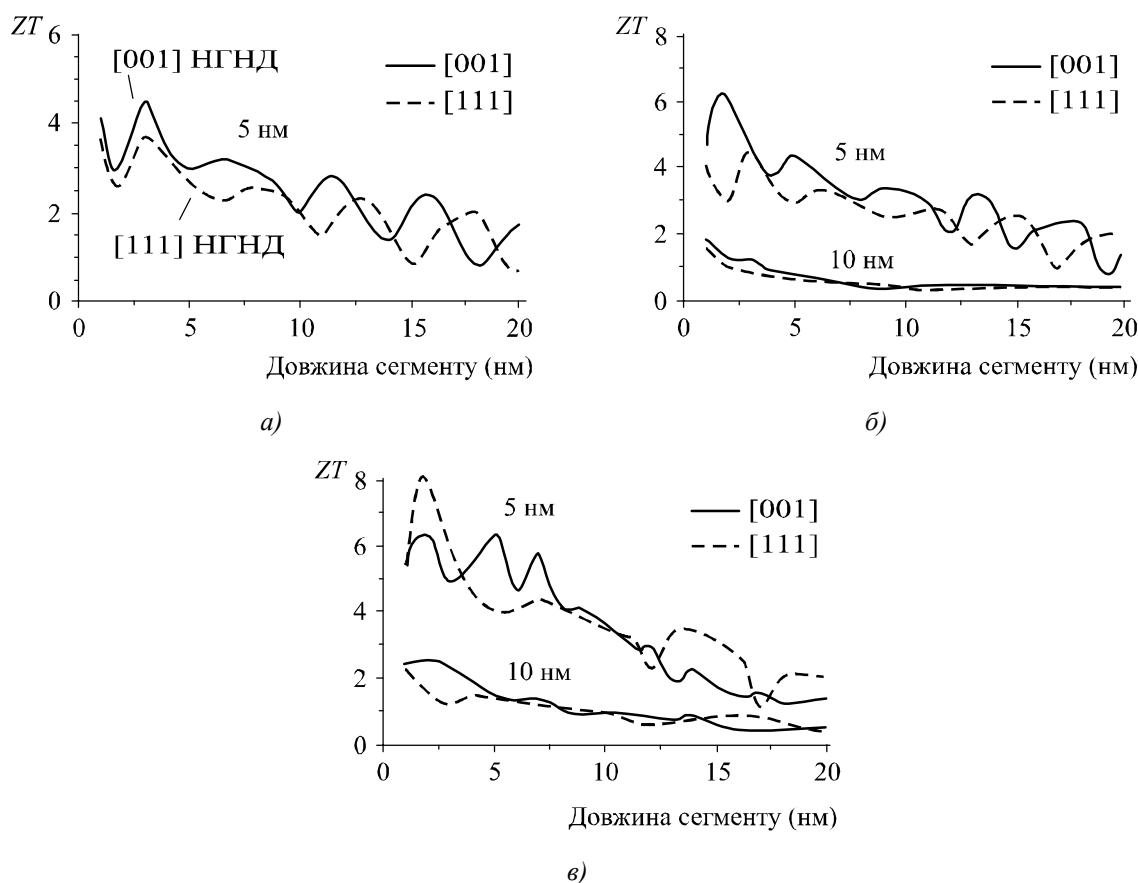 ZT
6
[001] НГНД
[001]
[111]
5 нм
4
2
[111] НГНД
0
0 5 10 15 20
Довжина сегменту (нм)
а)
ZT
8
[001]
[111]
6
5 нм
4
2
10 нм
0
0 5 10 15 20
Довжина сегменту (нм)
б)
ZT
8
[001]
5 нм
[111]
6
4
2
10 нм
0
0 5 10 15 20
Довжина сегменту (нм)
в)